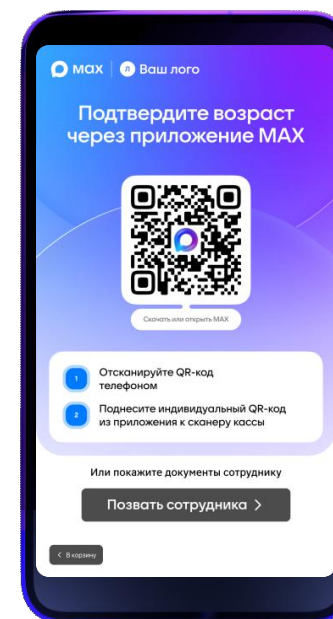 max | л Ваш лого
Подтвердите возраст
через приложение MAX
Скачать или открыть MAX
1 Отсканируйте QR-код
телефоном
2 Поднесите индивидуальный QR-код
из приложения к сканеру кассы
Или покажите документы сотруднику
Позвать сотрудника >
< В корзину